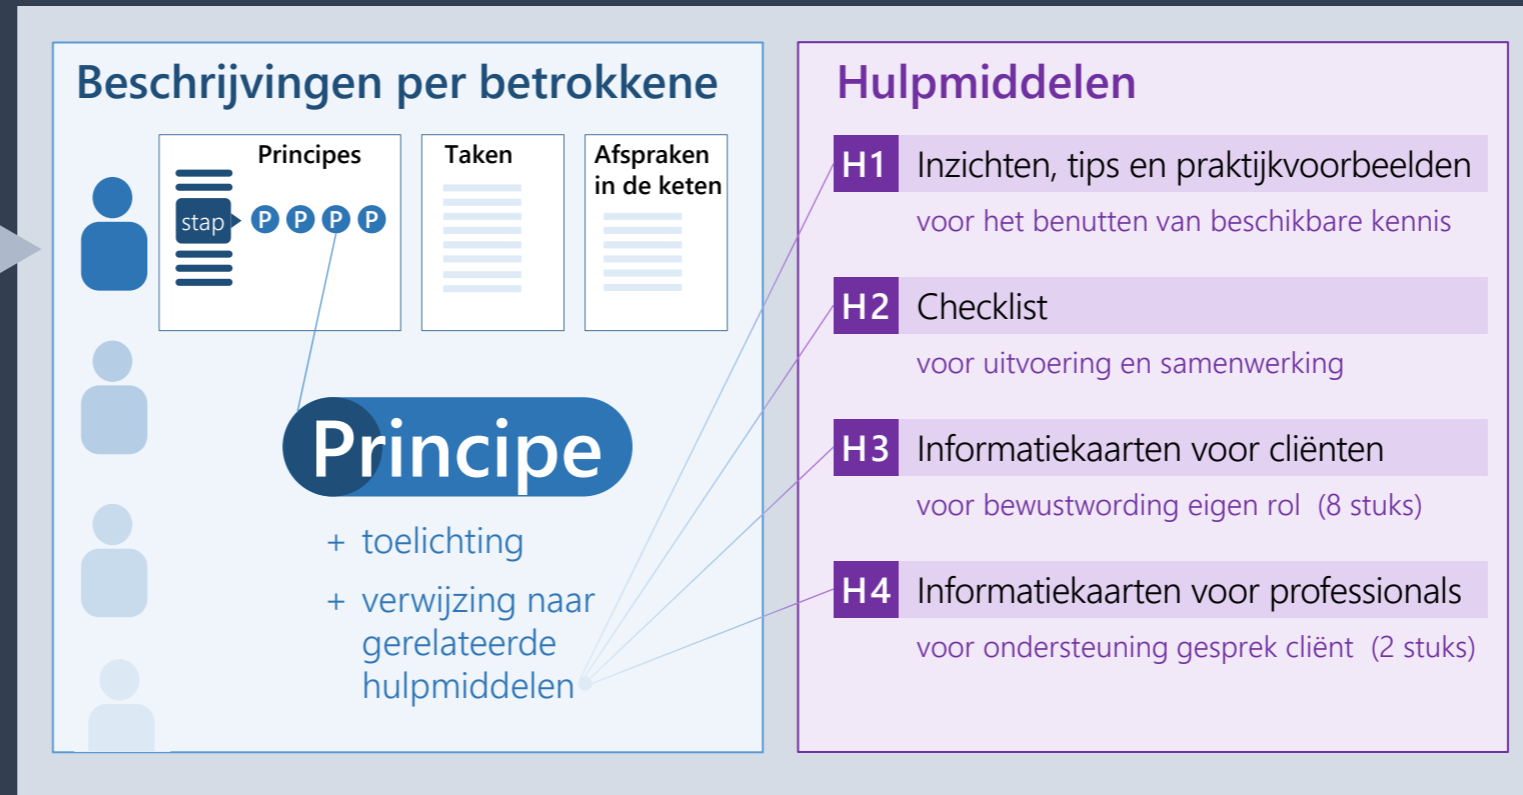 Beschrijvingen per betrokkene
Principes
stap
P P P P
Taken
Afspraken
in de keten
Principe
+ toelichting
+ verwijzing naar
gerelateerde
hulpmiddelen
Hulpmiddelen
H1 Inzichten, tips en praktijkvoorbeelden
voor het benutten van beschikbare kennis
H2 Checklist
voor uitvoering en samenwerking
H3 Informatiekaarten voor cliënten
voor bewustwording eigen rol (8 stuks)
H4 Informatiekaarten voor professionals
voor ondersteuning gesprek cliënt (2 stuks)